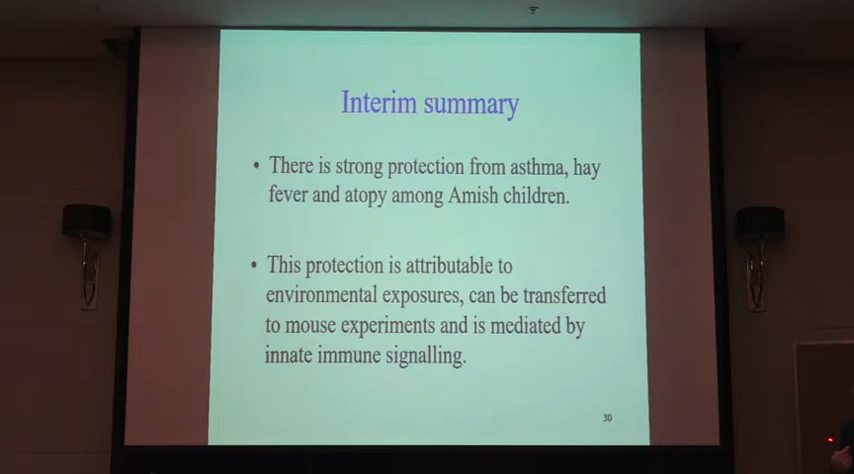 Interim summary
• There is strong protection from asthma, hay
fever and atopy among Amish children.
• This protection is attributable to
environmental exposures, can be transferred
to mouse experiments and is mediated by
innate immune signalling.
30